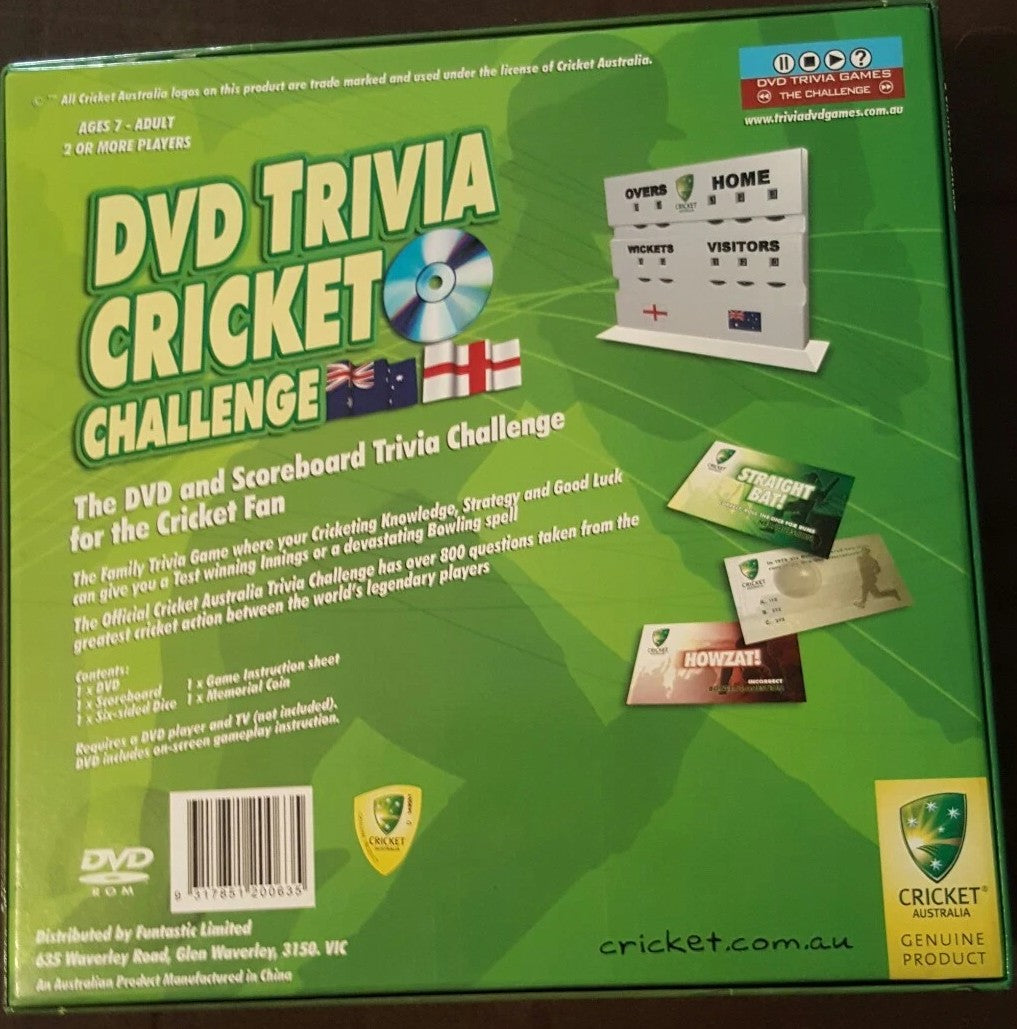 ©™ All Cricket Australia logos on this product are trade marked and used under the license of Cricket Australia.
AGES 7 - ADULT
2 OR MORE PLAYERS
DVD TRIVIA GAMES
THE CHALLENGE
www.triviadvdgames.com.au
DVD TRIVIA
CRICKET
CHALLENGE
OVERS
HOME
CRICKET
AUSTRALIA
WICKETS
VISITORS
The DVD and Scoreboard Trivia Challenge
for the Cricket Fan
The Family Trivia Game where your Cricketing Knowledge, Strategy and Good Luck
can give you a Test winning Innings or a devastating Bowling spell
The Official Cricket Australia Trivia Challenge has over 800 questions taken from the
greatest cricket action between the world's legendary players
STRAIGHT
BAT!
CRICKET
HOWZAT!
INCORRECT
Contents:
1 x DVD
1 x Scoreboard
1 x Six-sided Dice
1 x Game Instruction sheet
1 x Memorial Coin
Requires a DVD player and TV (not included).
DVD includes on-screen gameplay instruction.
DVD
ROM
9 317851 200635
CRICKET
AUSTRALIA
Distributed by Funtastic Limited
635 Waverley Road, Glen Waverley, 3150. VIC
An Australian Product Manufactured in China
cricket.com.au
CRICKET®
AUSTRALIA
GENUINE
PRODUCT